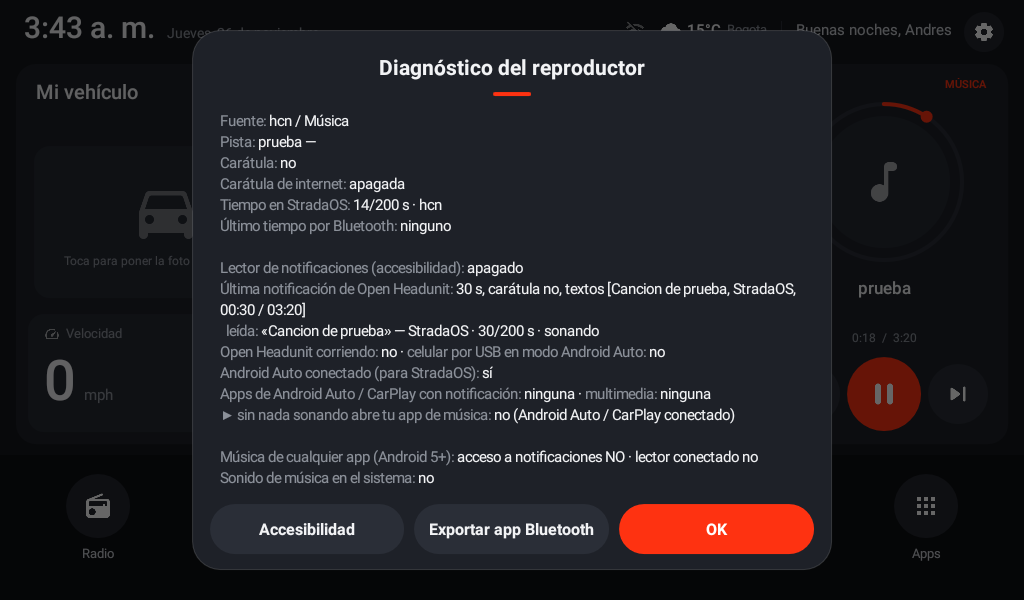 3:43 a. m.
15°C Bogota
Buenas noches, Andres
Mi vehículo
MÚSICA
Toca para poner la foto
Velocidad
0 mph
prueba
0:18 / 3:20
Radio
Apps
Diagnóstico del reproductor
Fuente: hcn / Música
Pista: prueba —
Carátula: no
Carátula de internet: apagada
Tiempo en StradaOS: 14/200 s · hcn
Último tiempo por Bluetooth: ninguno
Lector de notificaciones (accesibilidad): apagado
Última notificación de Open Headunit: 30 s, carátula no, textos [Cancion de prueba, StradaOS,
00:30 / 03:20]
leída: «Cancion de prueba» — StradaOS · 30/200 s · sonando
Open Headunit corriendo: no · celular por USB en modo Android Auto: no
Android Auto conectado (para StradaOS): sí
Apps de Android Auto / CarPlay con notificación: ninguna · multimedia: ninguna
► sin nada sonando abre tu app de música: no (Android Auto / CarPlay conectado)
Música de cualquier app (Android 5+): acceso a notificaciones NO · lector conectado no
Sonido de música en el sistema: no
Accesibilidad
Exportar app Bluetooth
OK